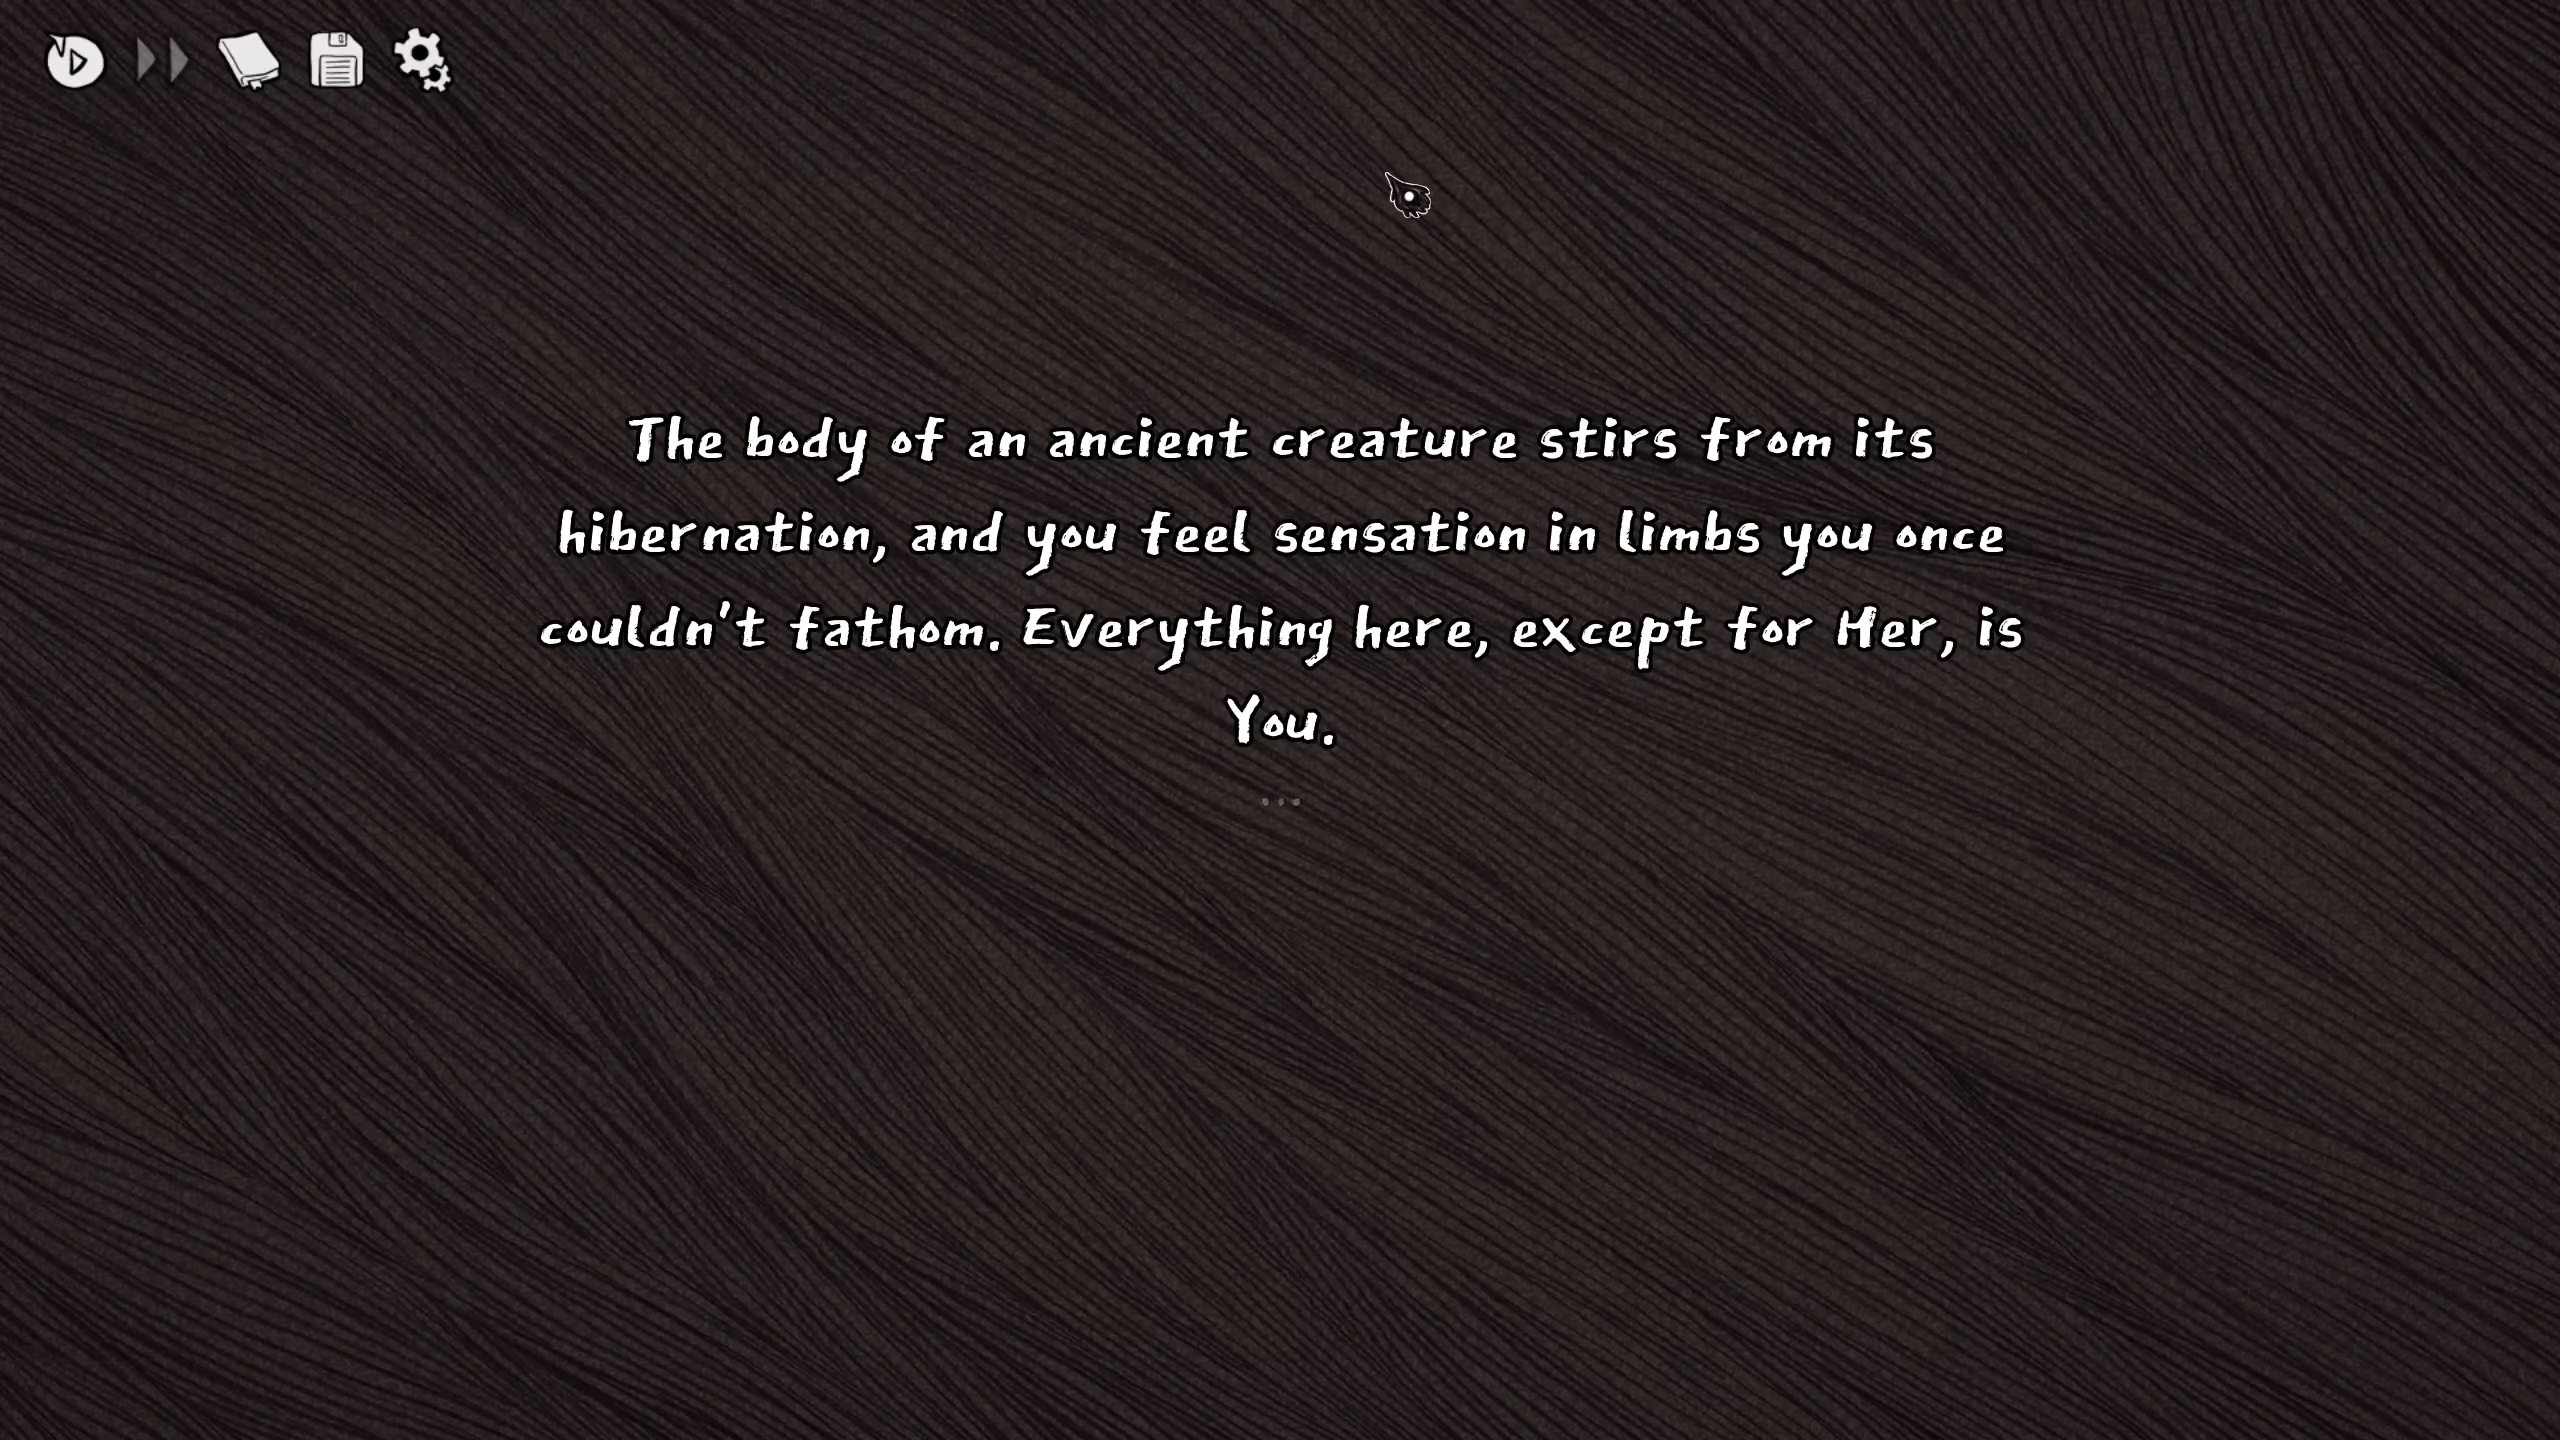 The body of an ancient creature stirs from its
hibernation, and you feel sensation in limbs you once
couldn't fathom. Everything here, except for Her, is
You.
...